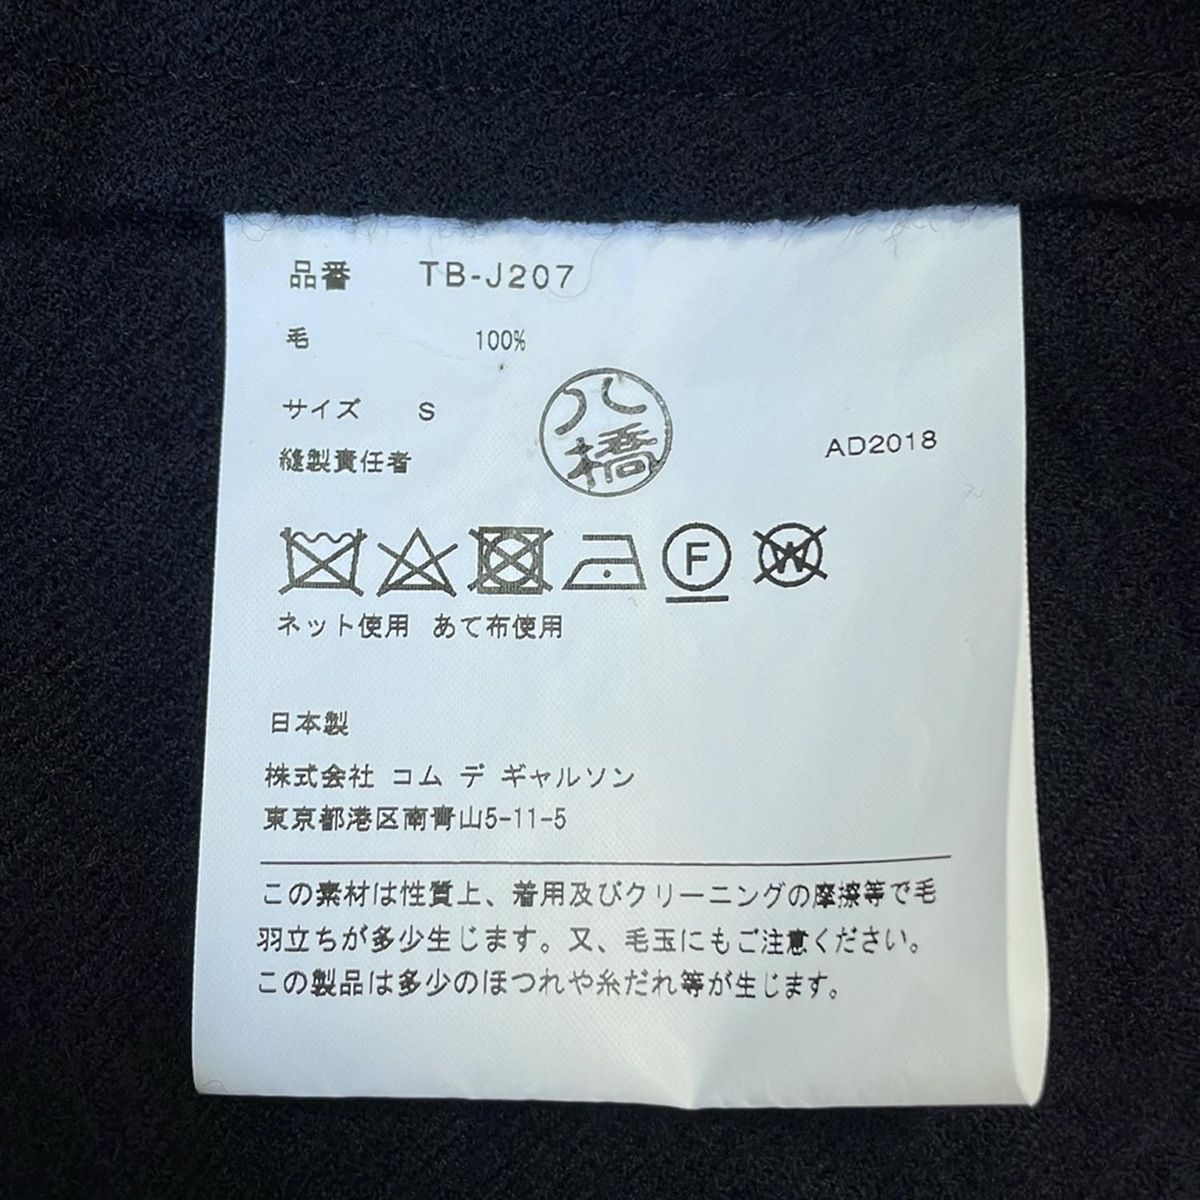 品番 TB-J207
毛 100%
サイズ S
縫製責任者 八橋
AD2018
F W
ネット使用 あて布使用
日本製
株式会社 コム デ ギャルソン
東京都港区南青山5-11-5
この素材は性質上、着用及びクリーニングの摩擦等で毛
羽立ちが多少生じます。又、毛玉にもご注意ください。
この製品は多少のほつれや糸だれ等が生じます。